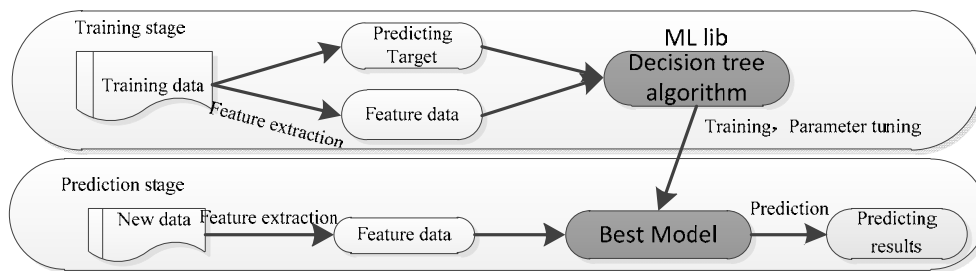 Training stage
Training data
Feature extraction
Predicting
Target
Feature data
ML lib
Decision tree
algorithm
Training, Parameter tuning
Prediction stage
New data
Feature extraction
Feature data
Best Model
Prediction
Predicting
results